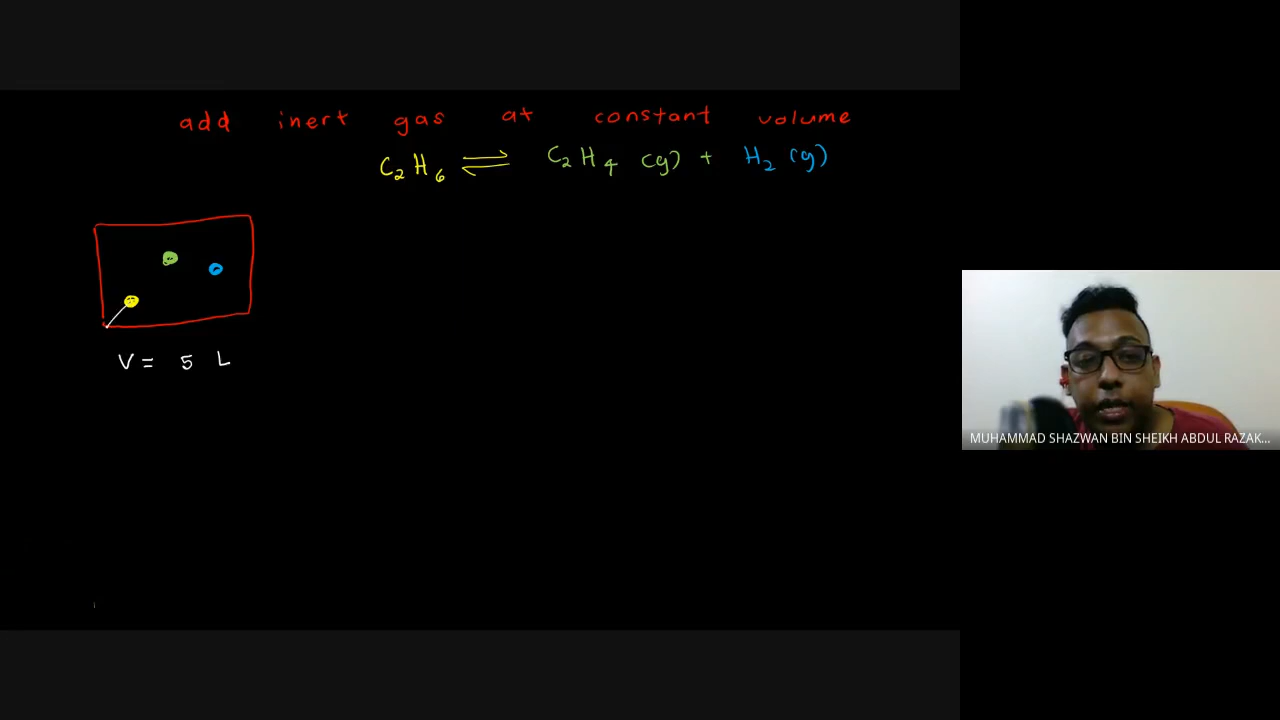 add inert gas at constant volume
C₂H₆ ⇌ C₂H₄ (g) + H₂ (g)
V = 5 L
MUHAMMAD SHAZWAN BIN SHEIKH ABDUL RAZAK...